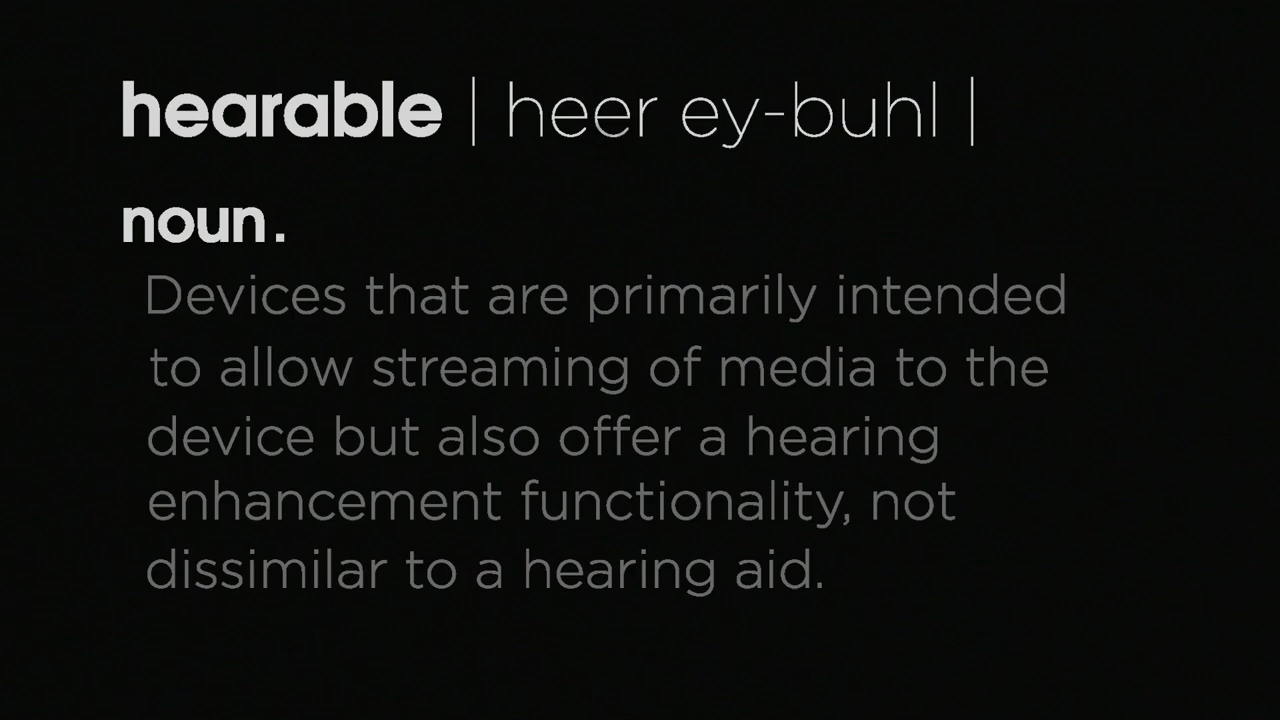 hearable | heer ey-buhl |
noun.
Devices that are primarily intended
to allow streaming of media to the
device but also offer a hearing
enhancement functionality, not
dissimilar to a hearing aid.